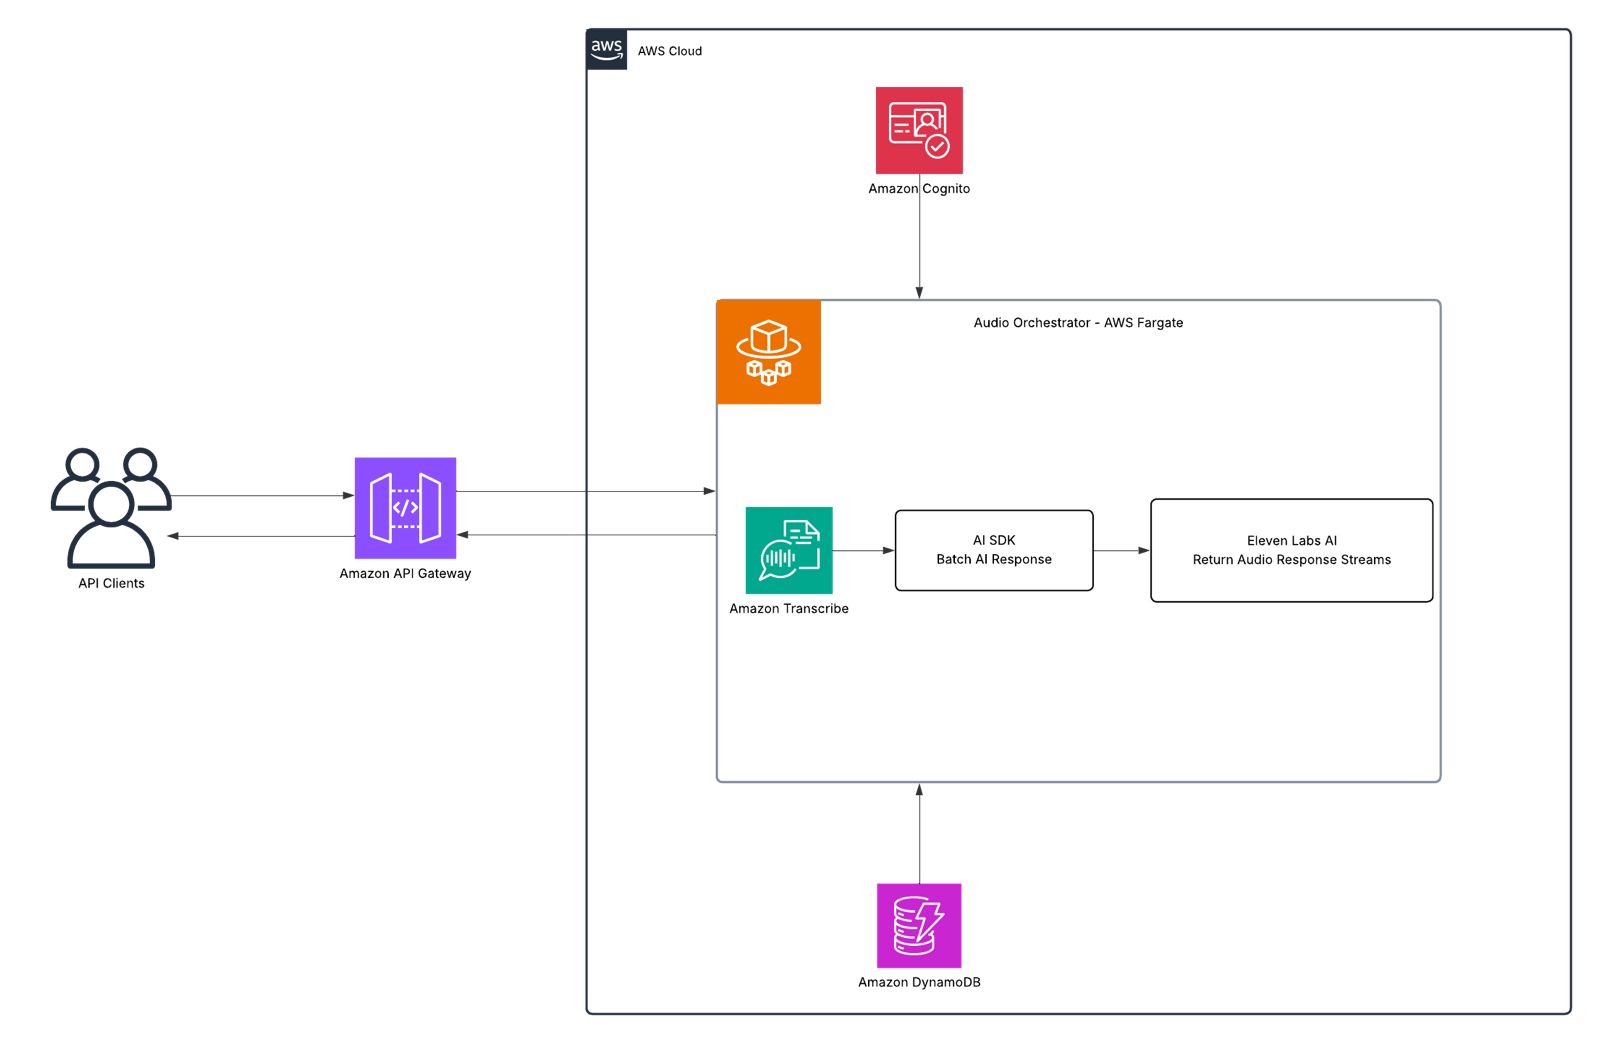 aws
AWS Cloud
Amazon Cognito
Audio Orchestrator - AWS Fargate
API Clients
</>
Amazon API Gateway
Amazon Transcribe
AI SDK
Batch AI Response
Eleven Labs AI
Return Audio Response Streams
Amazon DynamoDB